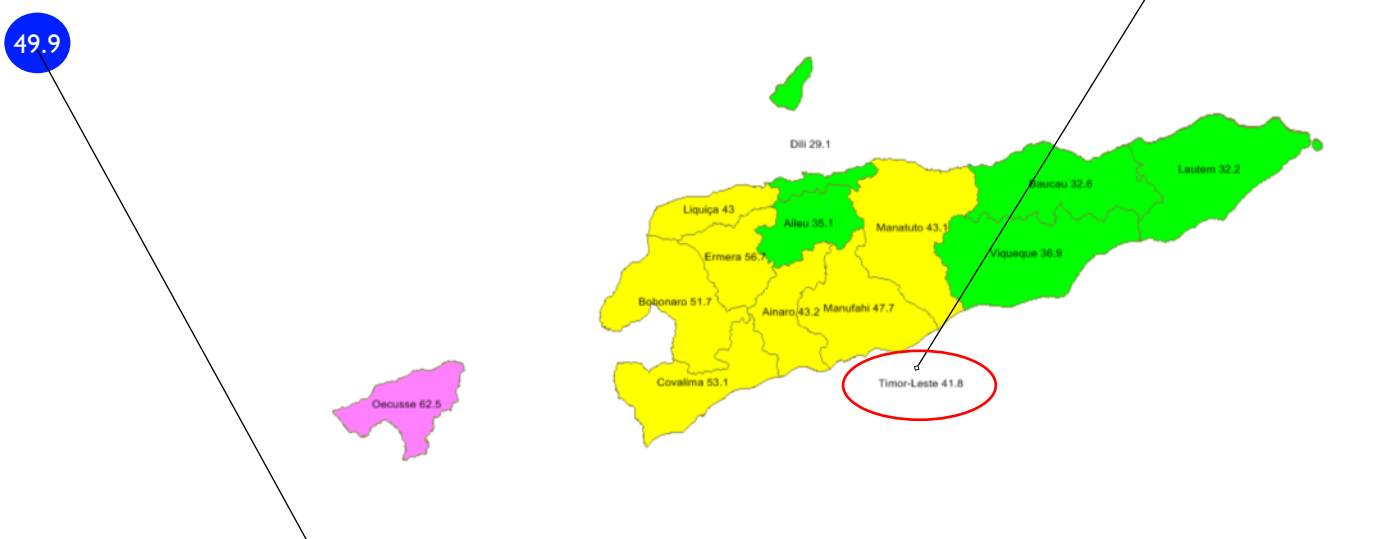 49.9
Dili 29.1
Lautem 32.2
Baucau 32.6
Liquiça 43
Aileu 35.1
Manatuto 43.1
Ermera 56.7
Viqueque 36.9
Bobonaro 51.7
Ainaro 43.2
Manufahi 47.7
Covalima 53.1
Timor-Leste 41.8
Oecusse 62.5